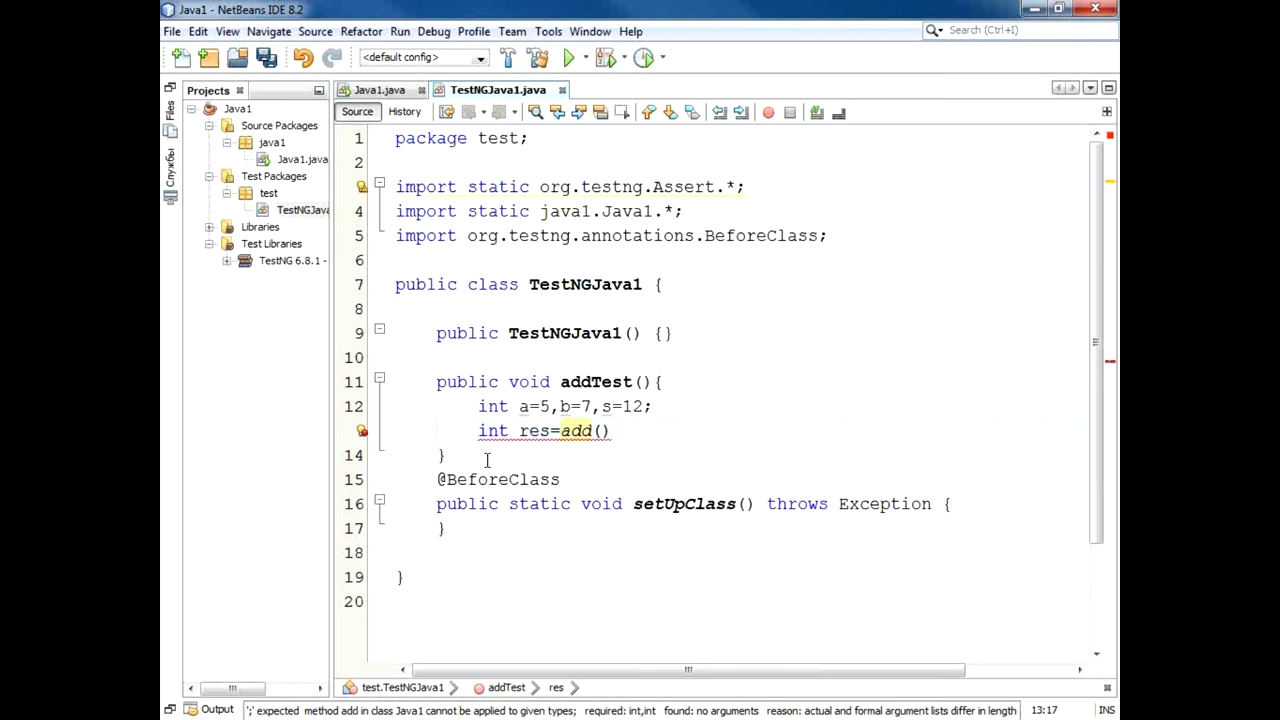 Java1 - NetBeans IDE 8.2
File Edit View Navigate Source Refactor Run Debug Profile Team Tools Window Help
Search (Ctrl+I)
<default config>
Projects
Java1.java
TestNGJava1.java
Files
Службы
Source History
Java1
Source Packages
java1
Java1.java
Test Packages
test
TestNGJava
Libraries
Test Libraries
TestNG 6.8.1 -
1 package test;
2
import static org.testng.Assert.*;
4 import static java1.Java1.*;
5 import org.testng.annotations.BeforeClass;
6
7 public class TestNGJava1 {
8
9 public TestNGJava1() {}
10
11 public void addTest(){
12 int a=5,b=7,s=12;
int res=add()
14 }
15 @BeforeClass
16 public static void setUpClass() throws Exception {
17 }
18
19 }
20
test.TestNGJava1 addTest res
Output
';' expected method add in class Java1 cannot be applied to given types; required: int,int found: no arguments reason: actual and formal argument lists differ in length
13:17 INS